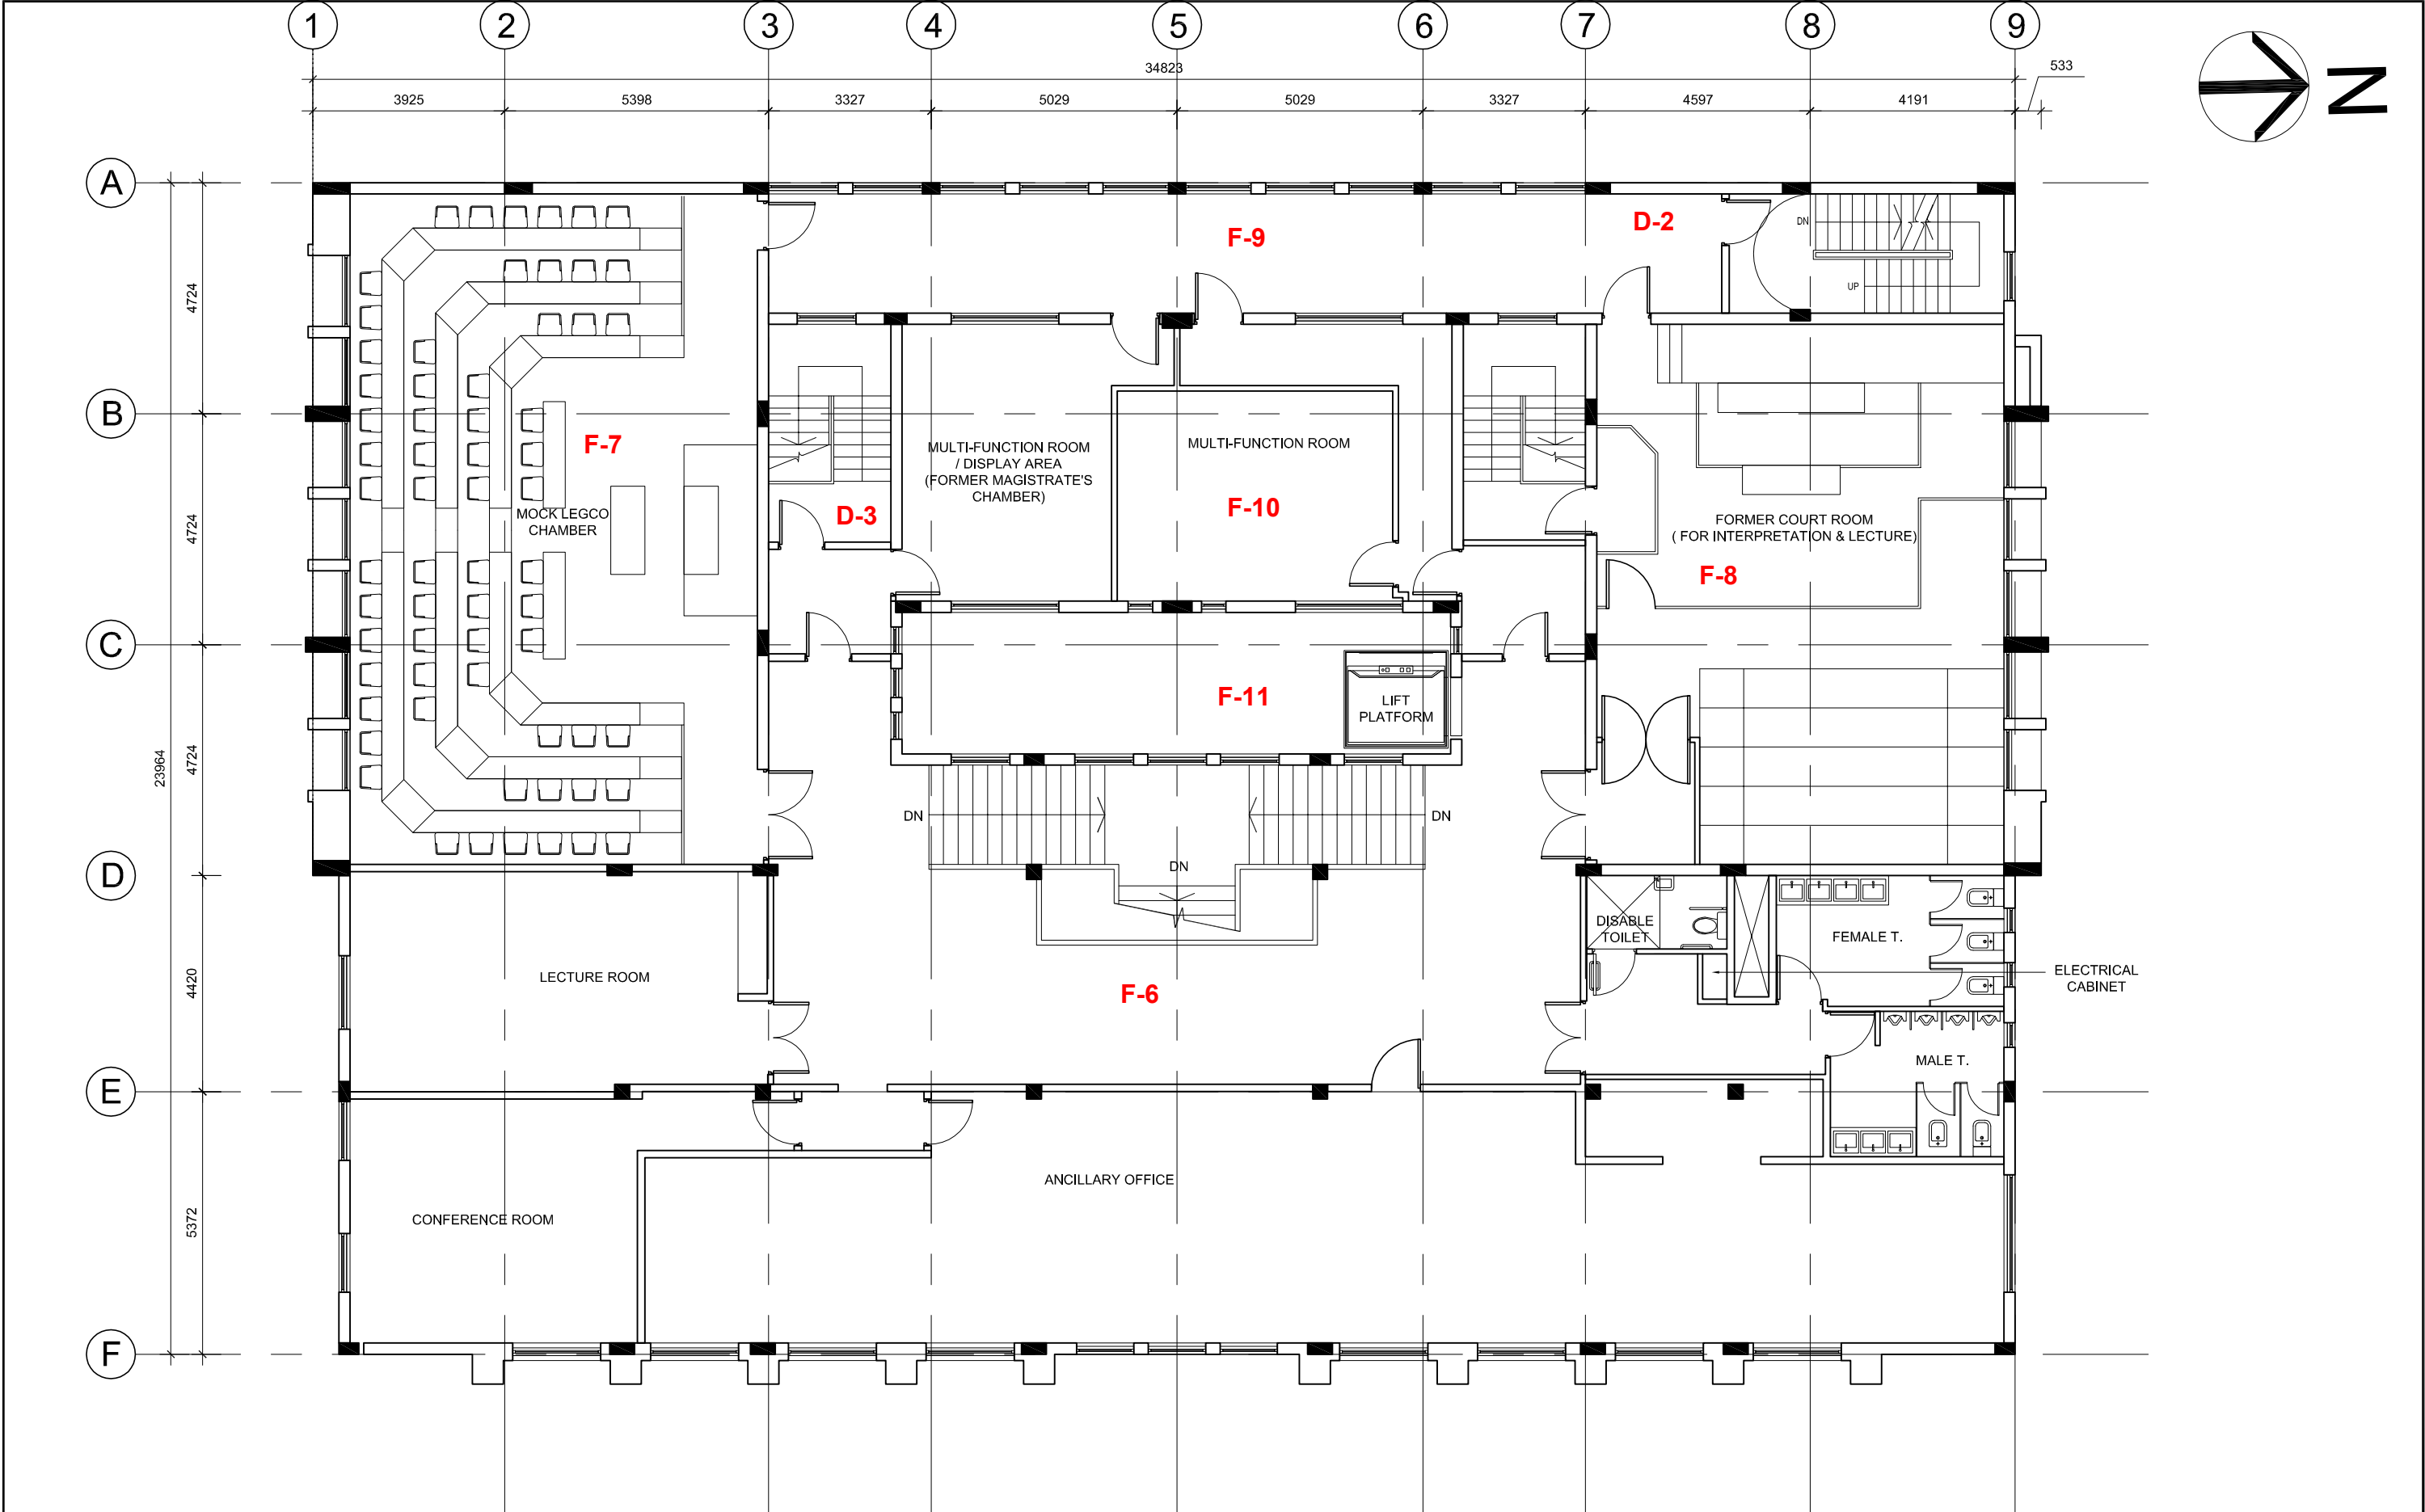 1 2 3 4 5 6 7 8 9
N
34823
533
3925 5398 3327 5029 5029 3327 4597 4191
A
B
C
D
E
F
4724
4724
4724
23964
4420
5372
D-2
F-9
DN
UP
F-7
MOCK LEGCO
CHAMBER
D-3
MULTI-FUNCTION ROOM
/ DISPLAY AREA
(FORMER MAGISTRATE'S
CHAMBER)
MULTI-FUNCTION ROOM
F-10
FORMER COURT ROOM
( FOR INTERPRETATION & LECTURE)
F-8
F-11
LIFT
PLATFORM
DN
DN
DN
DISABLE
TOILET
FEMALE T.
ELECTRICAL
CABINET
LECTURE ROOM
F-6
MALE T.
ANCILLARY OFFICE
CONFERENCE ROOM